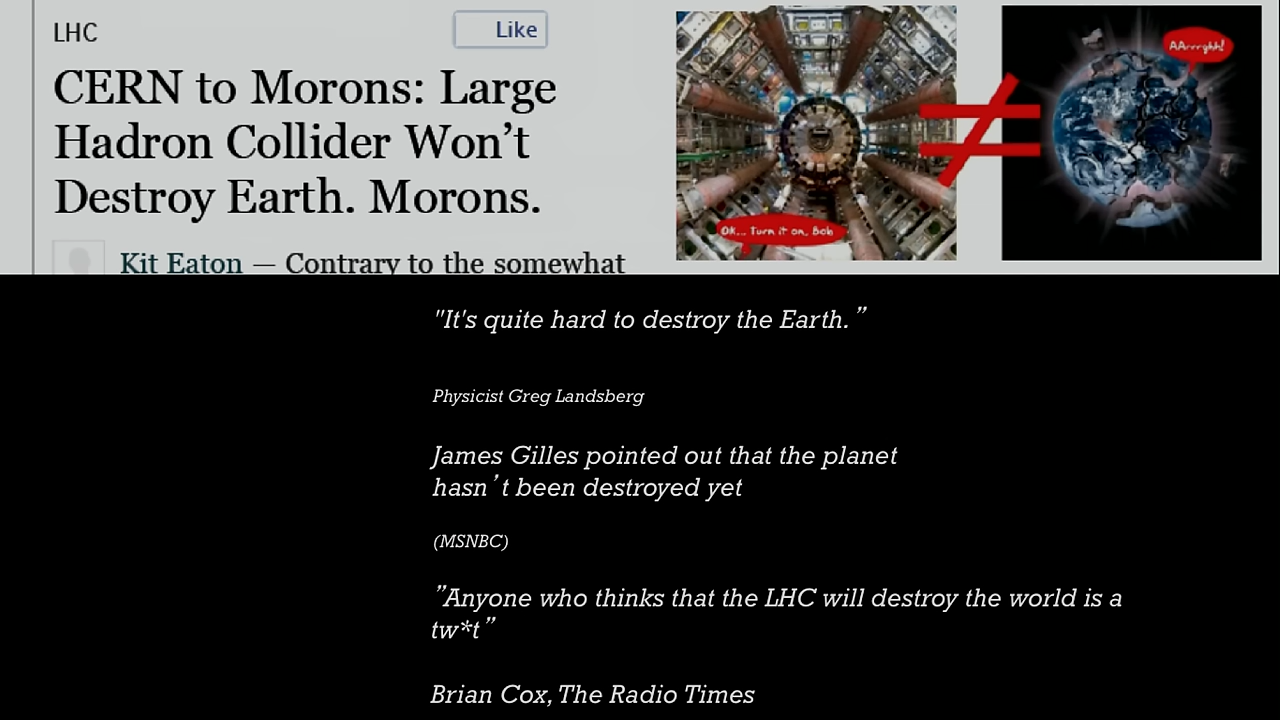 LHC
Like
CERN to Morons: Large
Hadron Collider Won’t
Destroy Earth. Morons.
Kit Eaton — Contrary to the somewhat
OK... Turn it on, Bob
AArrrghh!
"It's quite hard to destroy the Earth.”
Physicist Greg Landsberg
James Gilles pointed out that the planet
hasn’t been destroyed yet
(MSNBC)
”Anyone who thinks that the LHC will destroy the world is a
tw*t”
Brian Cox, The Radio Times